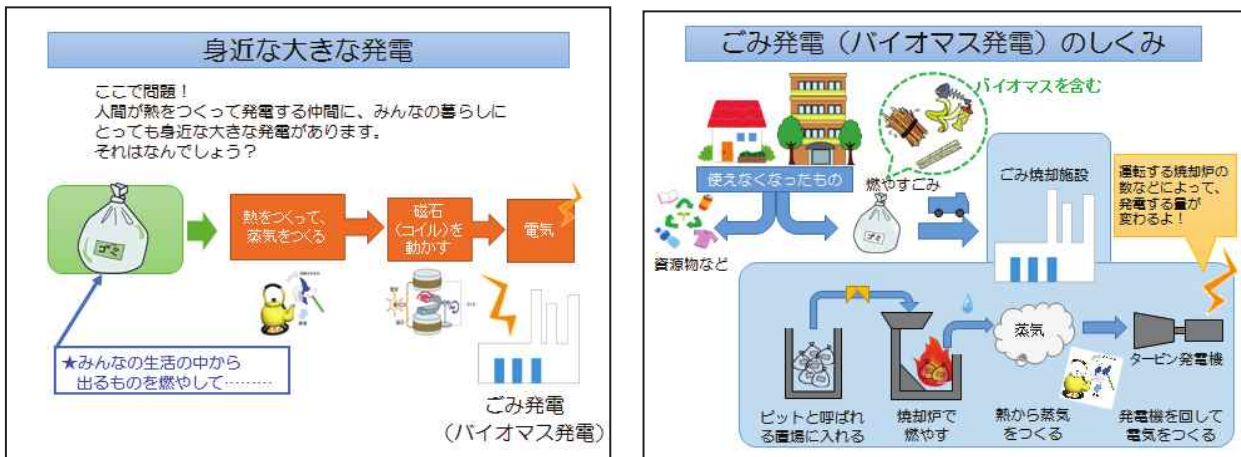 身近な大きな発電
ここで問題！
人間が熱をつくって発電する仲間に、みんなの暮らしに
とっても身近な大きな発電があります。
それはなんでしょう？
ゴミ
熱をつくって、
蒸気をつくる
磁石
（コイル）を
動かす
電気
★みんなの生活の中から
出るものを燃やして………
ごみ発電
（バイオマス発電）
ごみ発電（バイオマス発電）のしくみ
バイオマスを含む
使えなくなったもの
燃やすごみ
資源物など
ごみ焼却施設
運転する焼却炉の
数などによって、
発電する量が
変わるよ！
蒸気
タービン発電機
ピットと呼ばれ
る置場に入れる
焼却炉で
燃やす
熱から蒸気
をつくる
発電機を回して
電気をつくる